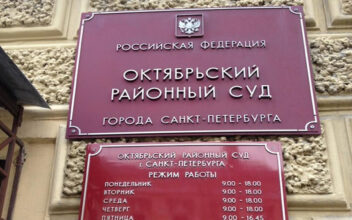 РОССИЙСКАЯ ФЕДЕРАЦИЯ
ОКТЯБРЬСКИЙ
РАЙОННЫЙ СУД
ГОРОДА САНКТ-ПЕТЕРБУРГА
ОКТЯБРЬСКИЙ РАЙОННЫЙ СУД
г. САНКТ-ПЕТЕРБУРГА
РЕЖИМ РАБОТЫ
ПОНЕДЕЛЬНИК 9.00 - 18.00
ВТОРНИК 9.00 - 18.00
СРЕДА 9.00 - 18.00
ЧЕТВЕРГ 9.00 - 18.00
ПЯТНИЦА 9.00 - 16.45